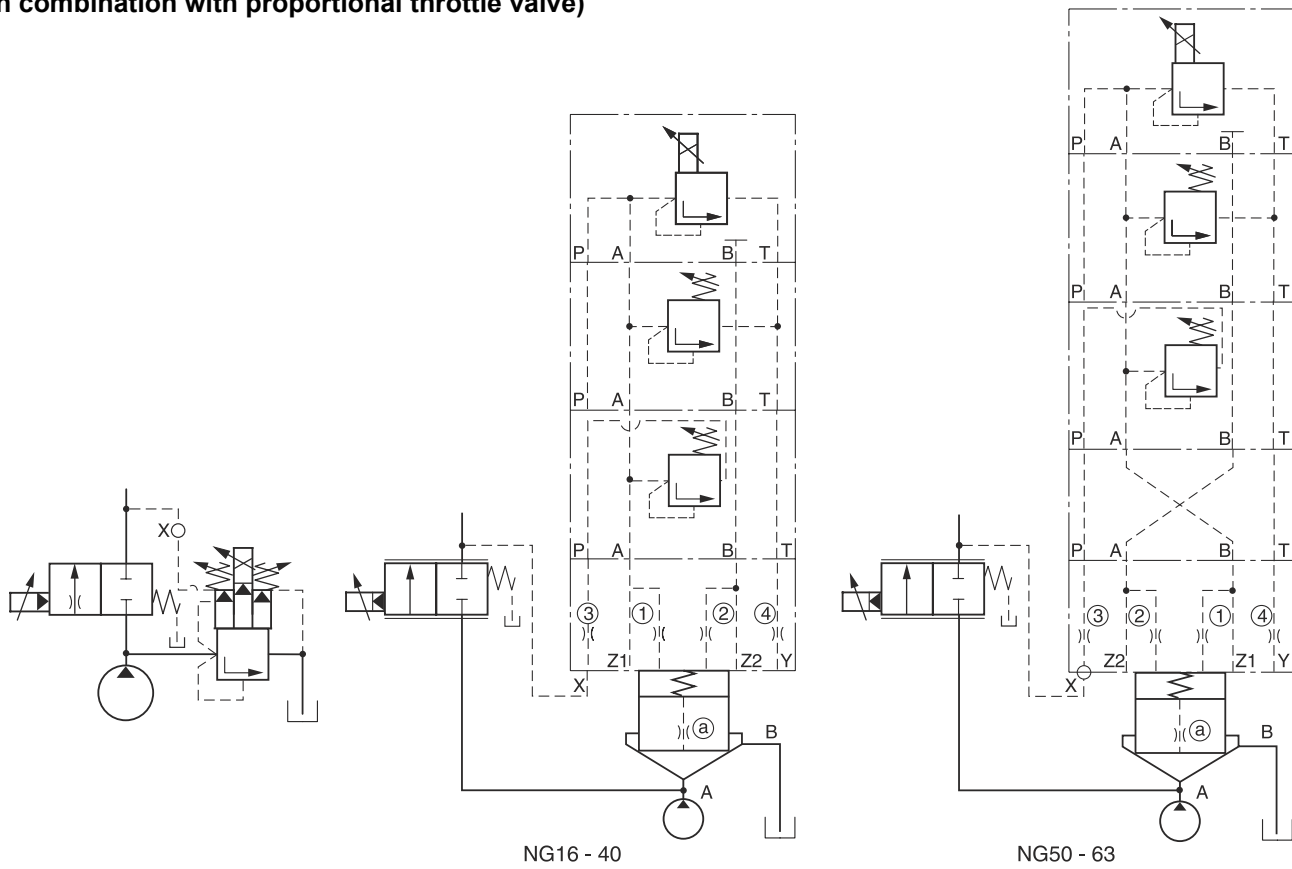 n combination with proportional throttle valve)
P A B T
P A B T
P A B T
P A B T
P A B T
P A B T
P A B T
X
3 1 2 4
Z1 Z2 Y
X
a
B
A
3 2 1 4
Z2 Z1 Y
X
a
B
A
NG16 - 40
NG50 - 63